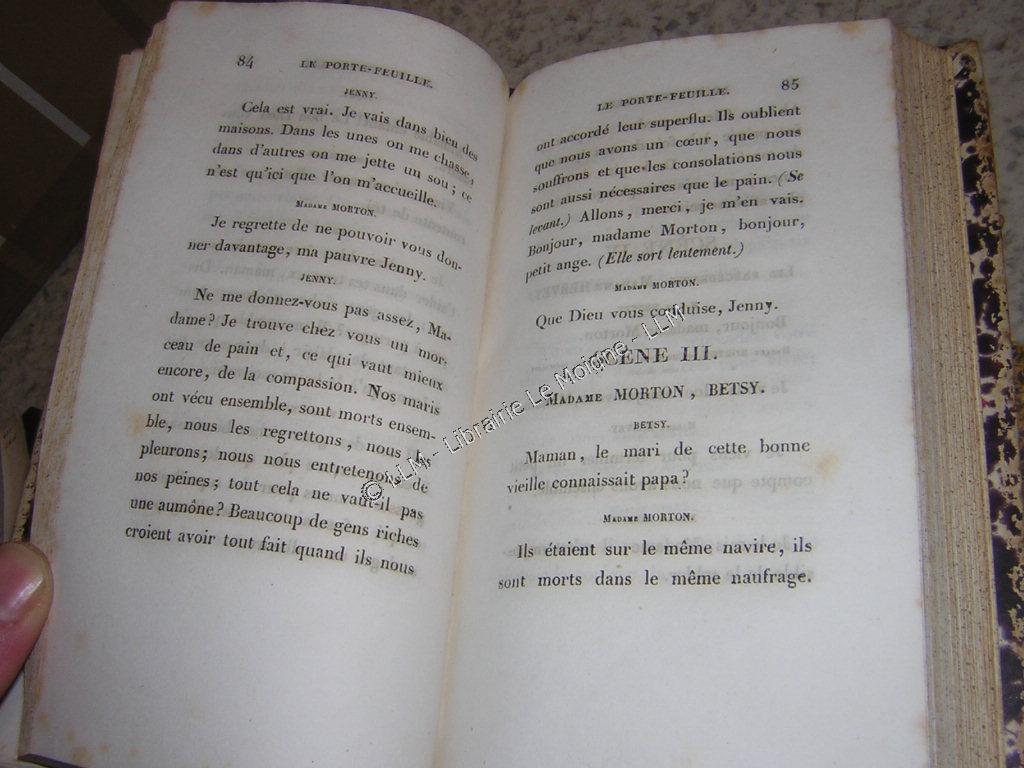 84 LE PORTE-FEUILLE.
JENNY.
Cela est vrai. Je vais dans bien des
maisons. Dans les unes on me chasse,
dans d'autres on me jette un sou; ce
n'est qu'ici que l'on m'accueille.
MADAME MORTON.
Je regrette de ne pouvoir vous don-
ner davantage, ma pauvre Jenny.
JENNY.
Ne me donnez-vous pas assez, Ma-
dame? Je trouve chez vous un mor-
ceau de pain et, ce qui vaut mieux
encore, de la compassion. Nos maris
ont vécu ensemble, sont morts ensem-
ble, nous les regrettons, nous les
pleurons; nous nous entretenons de
nos peines; tout cela ne vaut-il pas
une aumône? Beaucoup de gens riches
croient avoir tout fait quand ils nous
LE PORTE-FEUILLE. 85
ont accordé leur superflu. Ils oublient
que nous avons un cœur, que nous
souffrons et que les consolations nous
sont aussi nécessaires que le pain. (Se
levant.) Allons, merci, je m'en vais.
Bonjour, madame Morton, bonjour,
petit ange. (Elle sort lentement.)
MADAME MORTON.
Que Dieu vous conduise, Jenny.
SCÈNE III.
MADAME MORTON, BETSY.
BETSY.
Maman, le mari de cette bonne
vieille connaissait papa?
MADAME MORTON.
Ils étaient sur le même navire, ils
sont morts dans le même naufrage.
© LLM - Librairie Le Moigne - LLM